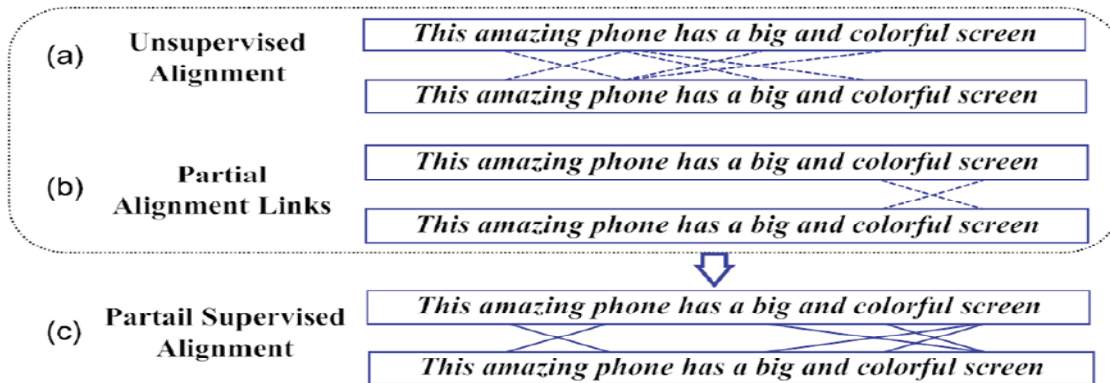 (a) Unsupervised Alignment
This amazing phone has a big and colorful screen
This amazing phone has a big and colorful screen
(b) Partial Alignment Links
This amazing phone has a big and colorful screen
This amazing phone has a big and colorful screen
(c) Partail Supervised Alignment
This amazing phone has a big and colorful screen
This amazing phone has a big and colorful screen